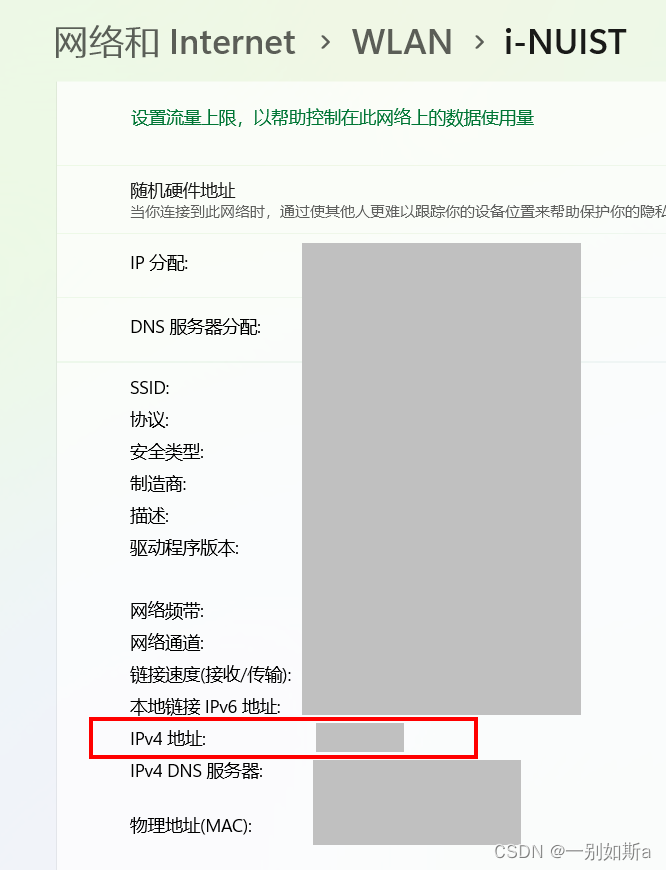 网络和 Internet › WLAN › i-NUIST
设置流量上限，以帮助控制在此网络上的数据使用量
随机硬件地址
当你连接到此网络时，通过使其他人更难以跟踪你的设备位置来帮助保护你的隐私
IP 分配:
DNS 服务器分配:
SSID:
协议:
安全类型:
制造商:
描述:
驱动程序版本:
网络频带:
网络通道:
链接速度(接收/传输):
本地链接 IPv6 地址:
IPv4 地址:
IPv4 DNS 服务器:
物理地址(MAC):
CSDN @一别如斯a